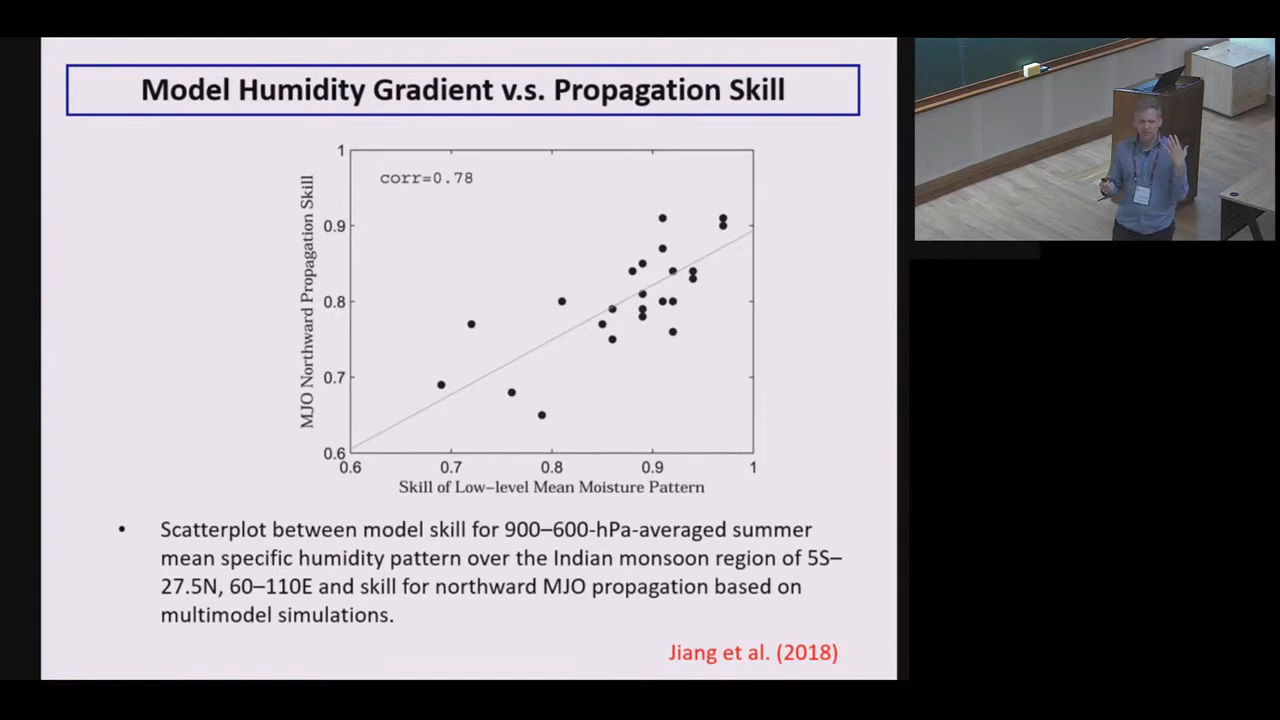 Model Humidity Gradient v.s. Propagation Skill
corr=0.78
MJO Northward Propagation Skill
1
0.9
0.8
0.7
0.6
0.6 0.7 0.8 0.9 1
Skill of Low-level Mean Moisture Pattern
• Scatterplot between model skill for 900–600-hPa-averaged summer
mean specific humidity pattern over the Indian monsoon region of 5S–
27.5N, 60–110E and skill for northward MJO propagation based on
multimodel simulations.
Jiang et al. (2018)